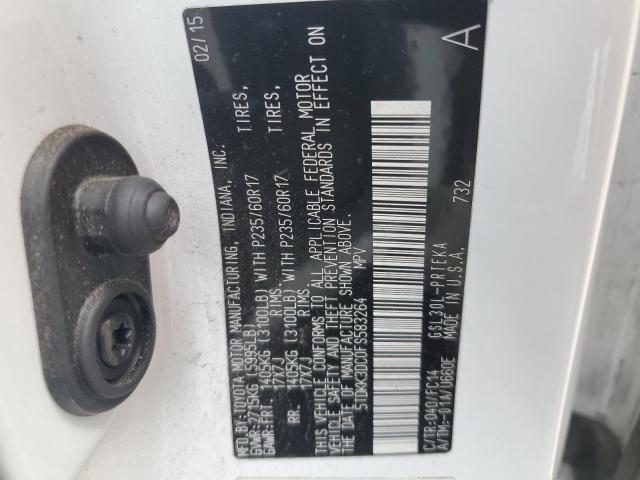 MFD.BY:TOYOTA MOTOR MANUFACTURING, INDIANA, INC. 02/15
GVWR:2715KG (5995LB)
GAWR:FR. 1405KG (3100LB) WITH P235/60R17 TIRES,
17X7J RIMS.
RR. 1405KG (3100LB) WITH P235/60R17 TIRES,
17X7J RIMS.
THIS VEHICLE CONFORMS TO ALL APPLICABLE FEDERAL MOTOR
VEHICLE SAFETY AND THEFT PREVENTION STANDARDS IN EFFECT ON
THE DATE OF MANUFACTURE SHOWN ABOVE.
5TDKK3DC0FS583264 MPV
C/TR:040/FC14 GSL30L-PRTEKA 732
A/TM:-01A/U660E MADE IN U.S.A. A